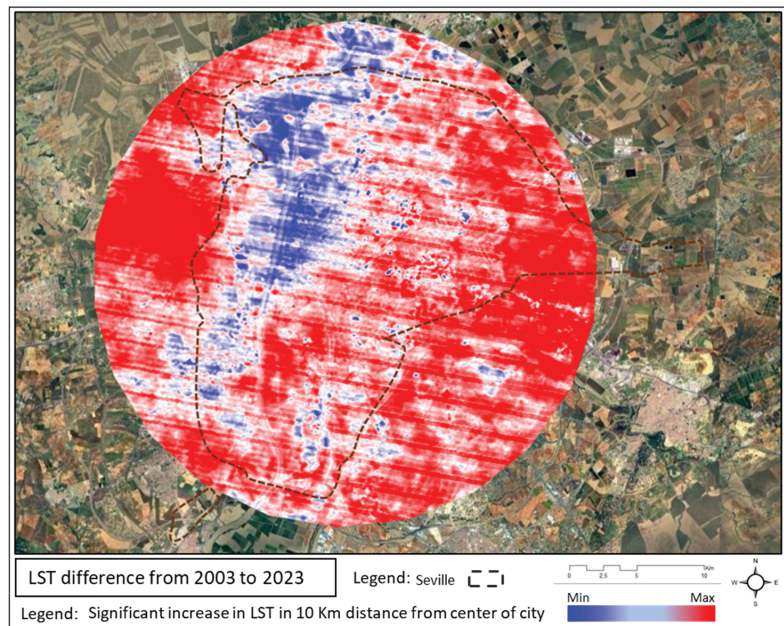 LST difference from 2003 to 2023
Legend: Seville
0 2.5 5 10 Km
N
W E
S
Min Max
Legend: Significant increase in LST in 10 Km distance from center of city